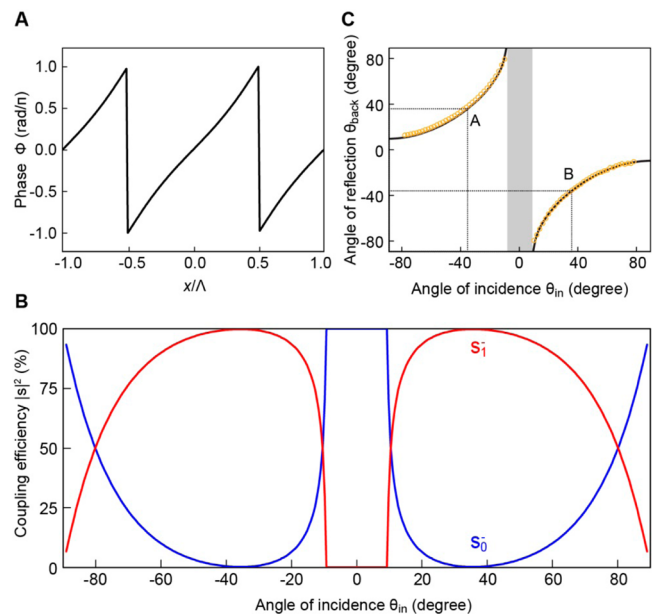 A
Phase Φ (rad/π)
1.0
0.5
0.0
-0.5
-1.0
-1.0 -0.5 0.0 0.5 1.0
x/Λ
C
Angle of reflection θback (degree)
80
40
0
-40
-80
A
B
-80 -40 0 40 80
Angle of incidence θin (degree)
B
Coupling efficiency |s|² (%)
100
75
50
25
0
S₁⁻
S₀⁻
-80 -60 -40 -20 0 20 40 60 80
Angle of incidence θin (degree)